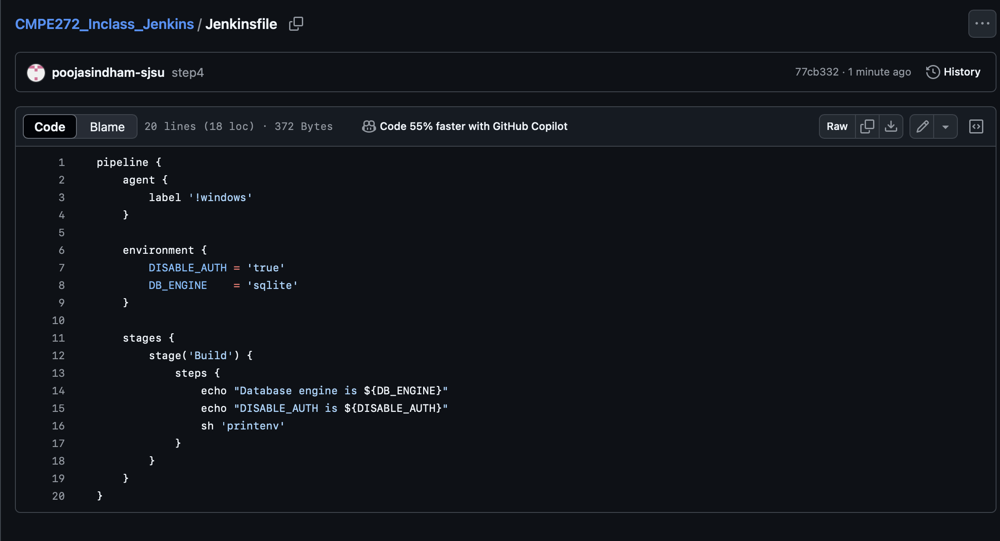 CMPE272_Inclass_Jenkins / Jenkinsfile
poojasindham-sjsu step4 77cb332 · 1 minute ago History
Code Blame 20 lines (18 loc) · 372 Bytes Code 55% faster with GitHub Copilot Raw
1 pipeline {
2     agent {
3         label '!windows'
4     }
5
6     environment {
7         DISABLE_AUTH = 'true'
8         DB_ENGINE    = 'sqlite'
9     }
10
11     stages {
12         stage('Build') {
13             steps {
14                 echo "Database engine is ${DB_ENGINE}"
15                 echo "DISABLE_AUTH is ${DISABLE_AUTH}"
16                 sh 'printenv'
17             }
18         }
19     }
20 }